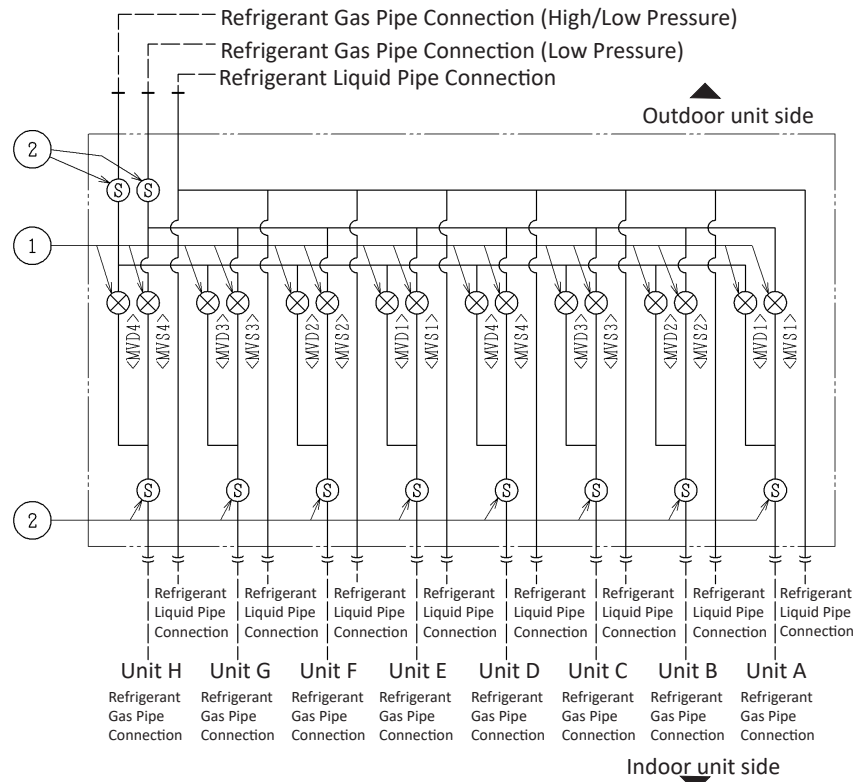 Refrigerant Gas Pipe Connection (High/Low Pressure)
Refrigerant Gas Pipe Connection (Low Pressure)
Refrigerant Liquid Pipe Connection
Outdoor unit side
2
S S
1
<MVD4> <MVS4> <MVD3> <MVS3> <MVD2> <MVS2> <MVD1> <MVS1> <MVD4> <MVS4> <MVD3> <MVS3> <MVD2> <MVS2> <MVD1> <MVS1>
S S S S S S S S
2
Refrigerant Refrigerant Refrigerant Refrigerant Refrigerant Refrigerant Refrigerant Refrigerant
Liquid Pipe Liquid Pipe Liquid Pipe Liquid Pipe Liquid Pipe Liquid Pipe Liquid Pipe Liquid Pipe
Connection Connection Connection Connection Connection Connection Connection Connection
Unit H Unit G Unit F Unit E Unit D Unit C Unit B Unit A
Refrigerant Refrigerant Refrigerant Refrigerant Refrigerant Refrigerant Refrigerant Refrigerant
Gas Pipe Gas Pipe Gas Pipe Gas Pipe Gas Pipe Gas Pipe Gas Pipe Gas Pipe
Connection Connection Connection Connection Connection Connection Connection Connection
Indoor unit side